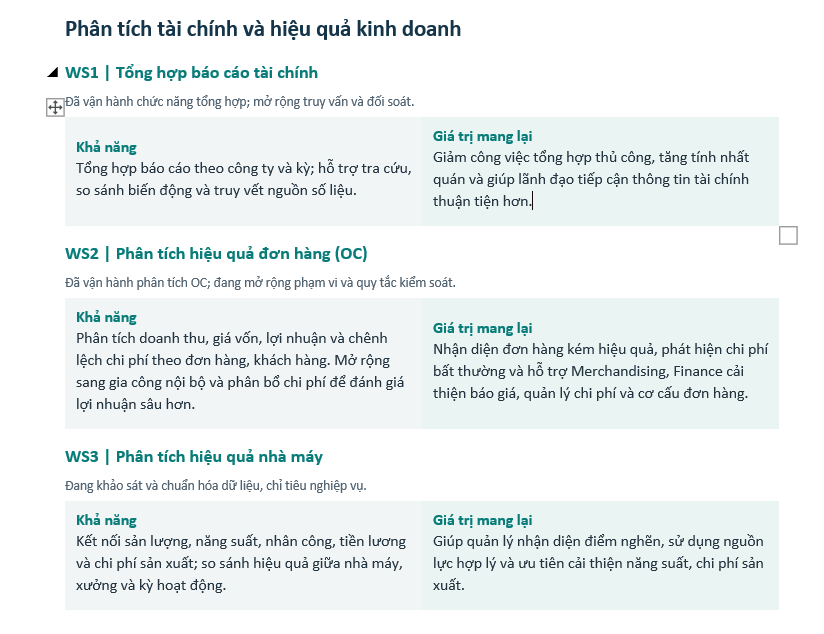 Phân tích tài chính và hiệu quả kinh doanh
WS1 | Tổng hợp báo cáo tài chính
Đã vận hành chức năng tổng hợp; mở rộng truy vấn và đối soát.
Khả năng
Tổng hợp báo cáo theo công ty và kỳ; hỗ trợ tra cứu,
so sánh biến động và truy vết nguồn số liệu.
Giá trị mang lại
Giảm công việc tổng hợp thủ công, tăng tính nhất
quán và giúp lãnh đạo tiếp cận thông tin tài chính
thuận tiện hơn.
WS2 | Phân tích hiệu quả đơn hàng (OC)
Đã vận hành phân tích OC; đang mở rộng phạm vi và quy tắc kiểm soát.
Khả năng
Phân tích doanh thu, giá vốn, lợi nhuận và chênh
lệch chi phí theo đơn hàng, khách hàng. Mở rộng
sang gia công nội bộ và phân bổ chi phí để đánh giá
lợi nhuận sâu hơn.
Giá trị mang lại
Nhận diện đơn hàng kém hiệu quả, phát hiện chi phí
bất thường và hỗ trợ Merchandising, Finance cải
thiện báo giá, quản lý chi phí và cơ cấu đơn hàng.
WS3 | Phân tích hiệu quả nhà máy
Đang khảo sát và chuẩn hóa dữ liệu, chỉ tiêu nghiệp vụ.
Khả năng
Kết nối sản lượng, năng suất, nhân công, tiền lương
và chi phí sản xuất; so sánh hiệu quả giữa nhà máy,
xưởng và kỳ hoạt động.
Giá trị mang lại
Giúp quản lý nhận diện điểm nghẽn, sử dụng nguồn
lực hợp lý và ưu tiên cải thiện năng suất, chi phí sản
xuất.